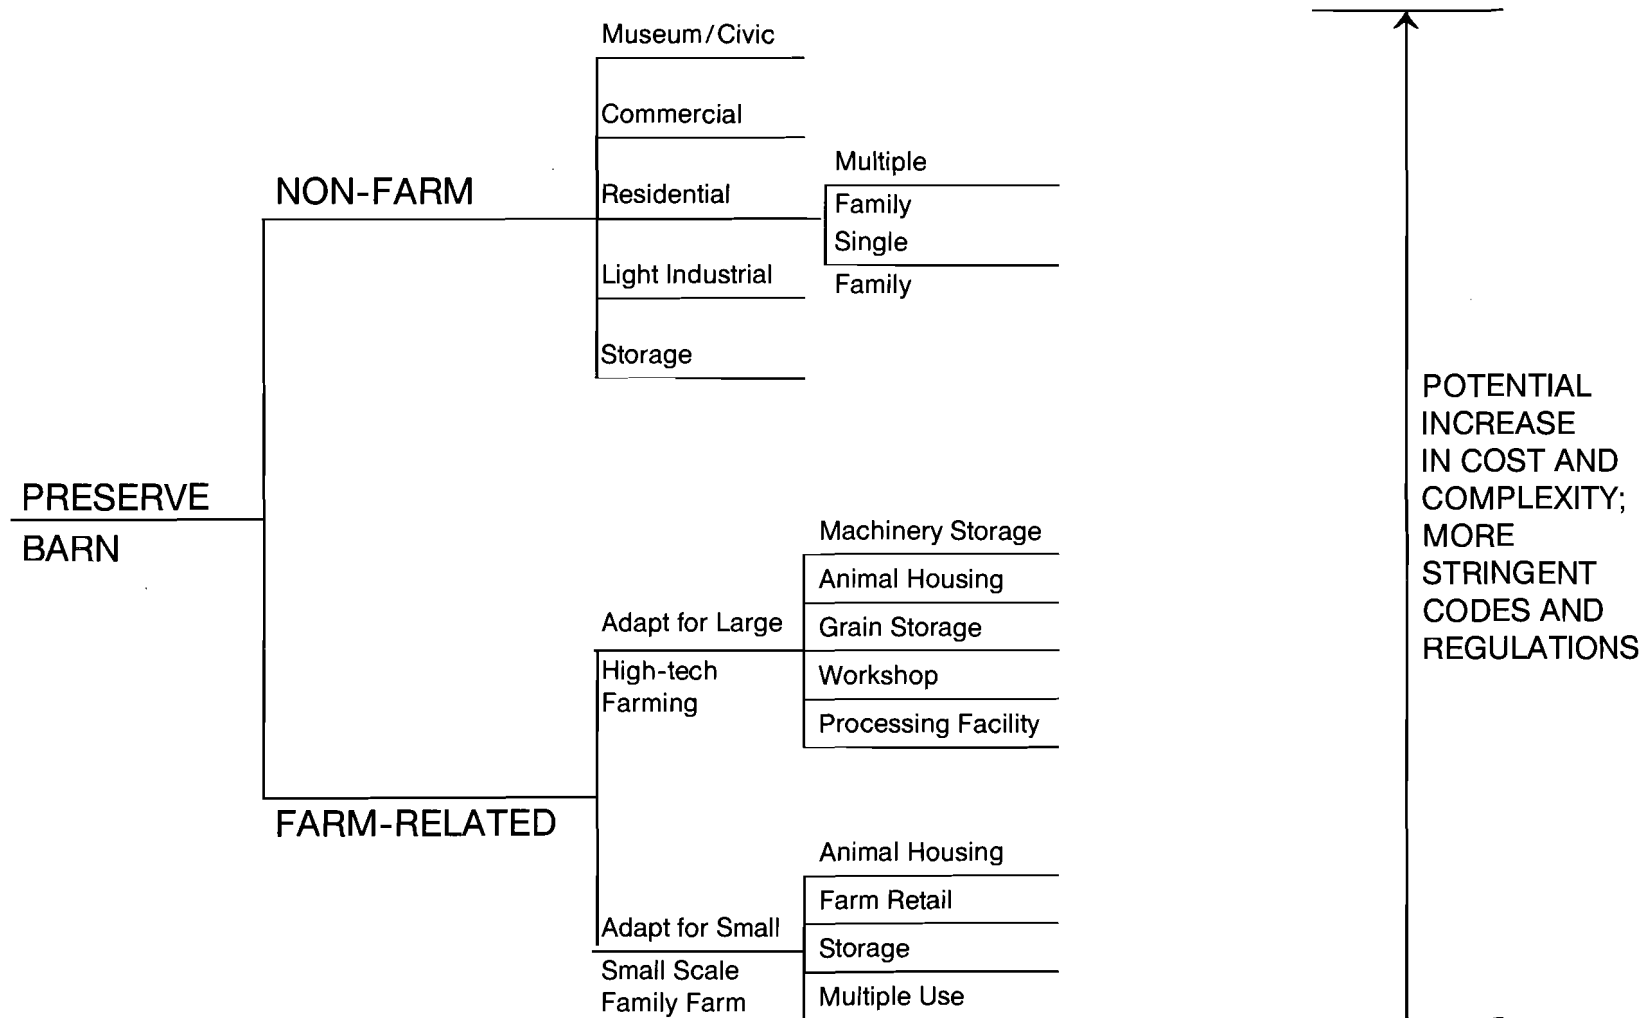 Museum/Civic
Commercial
NON-FARM
Residential
Multiple
Family
Single
Family
Light Industrial
Storage
PRESERVE
BARN
Adapt for Large
High-tech
Farming
Machinery Storage
Animal Housing
Grain Storage
Workshop
Processing Facility
FARM-RELATED
Adapt for Small
Small Scale
Family Farm
Animal Housing
Farm Retail
Storage
Multiple Use
POTENTIAL
INCREASE
IN COST AND
COMPLEXITY;
MORE
STRINGENT
CODES AND
REGULATIONS